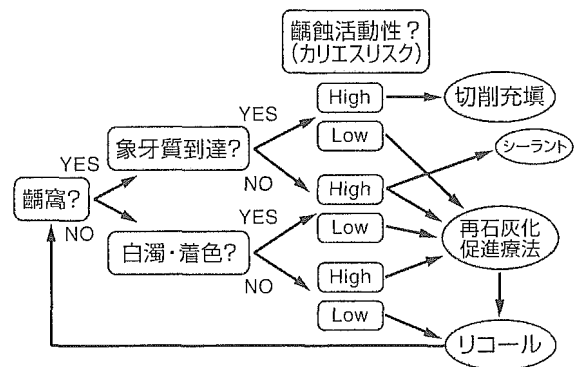 齲蝕活動性?
(カリエスリスク)
High
切削充塡
YES
Low
象牙質到達?
シーラント
YES
NO
High
齲窩?
YES
Low
再石灰化
促進療法
NO
白濁・着色?
High
NO
Low
リコール